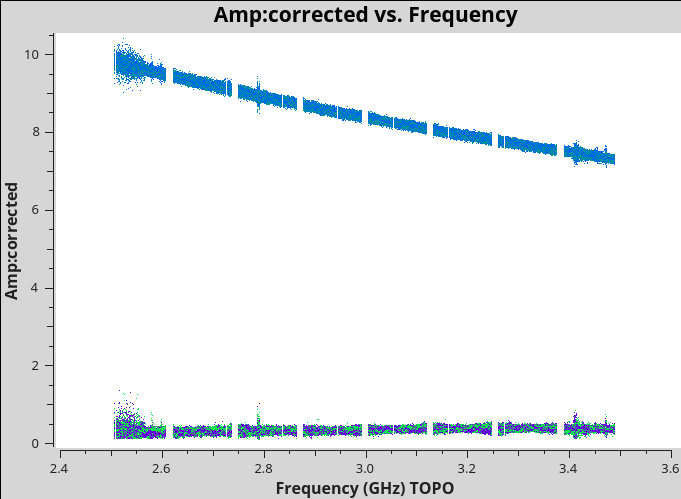 Amp:corrected vs. Frequency
10
8
6
4
2
0
Amp:corrected
2.4 2.6 2.8 3.0 3.2 3.4 3.6
Frequency (GHz) TOPO